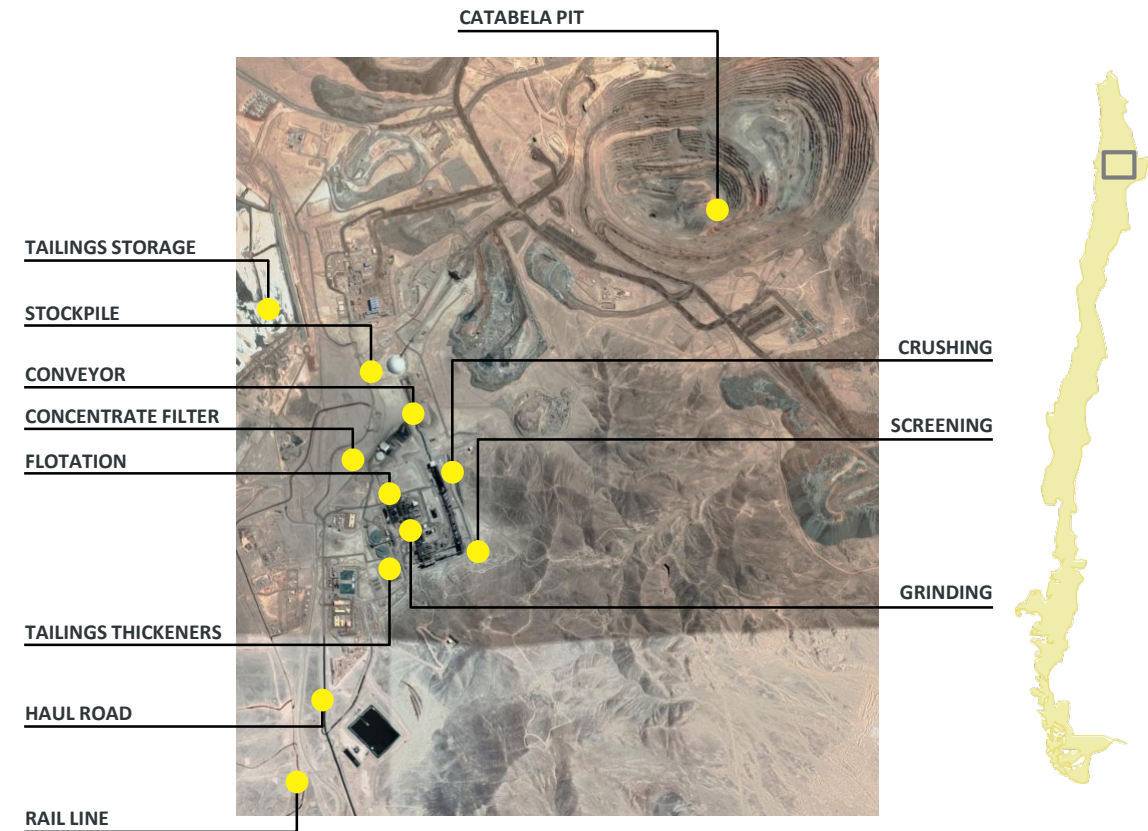 CATABELA PIT
TAILINGS STORAGE
STOCKPILE
CONVEYOR
CONCENTRATE FILTER
FLOTATION
TAILINGS THICKENERS
HAUL ROAD
RAIL LINE
CRUSHING
SCREENING
GRINDING